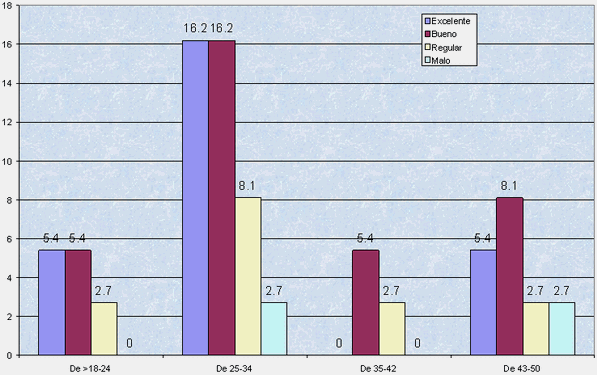 18
16
14
12
10
8
6
4
2
0
Excelente
Bueno
Regular
Malo
5.4 5.4 2.7 0
16.2 16.2 8.1 2.7
0 5.4 2.7 0
5.4 8.1 2.7 2.7
De >18-24 De 25-34 De 35-42 De 43-50